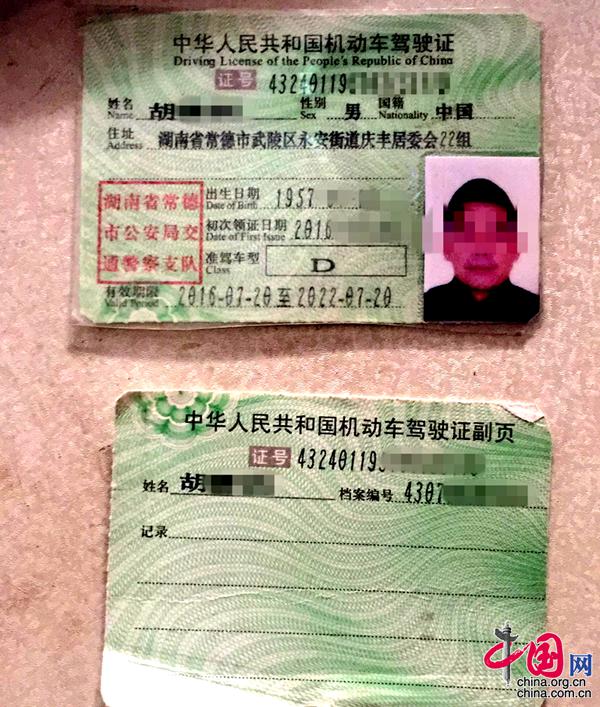 中华人民共和国机动车驾驶证
Driving License of the People's Republic of China
证号 43240119
姓名 胡 性别 男 国籍 中国
Name Sex Nationality
住址 湖南省常德市武陵区永安街道庆丰居委会22组
Address
湖南省常德
市公安局交
道警察支队
出生日期 1957
Date of Birth
初次领证日期 2016
Date of First Issue
准驾车型 D
Class
有效期限 2016-07-20 至 2022-07-20
Valid Period
中华人民共和国机动车驾驶证副页
证号 43240119
姓名 胡 档案编号 4307
记录
中国网
china.org.cn
china.com.cn